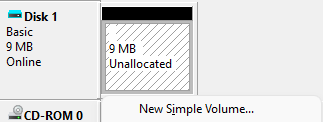 Disk 1
Basic
9 MB
Online
9 MB
Unallocated
CD-ROM 0
New Simple Volume...